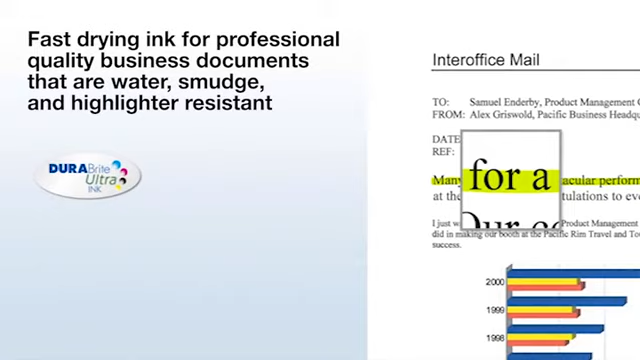 Fast drying ink for professional
quality business documents
that are water, smudge,
and highlighter resistant
DURABrite
Ultra
INK
Interoffice Mail
TO: Samuel Enderby, Product Management
FROM: Alex Griswold, Pacific Business Headqu
DATE
REF:
Many for a acular perform
at the tulations to eve
Our
I just w Product Management
did in making our booth at the Pacific Rim Travel and To
success.
2000
1999
1998